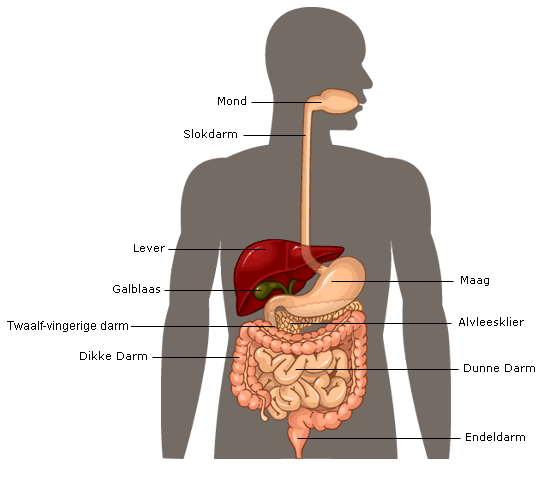 Mond
Slokdarm
Lever
Galblaas
Twaalf-vingerige darm
Dikke Darm
Maag
Alvleesklier
Dunne Darm
Endeldarm